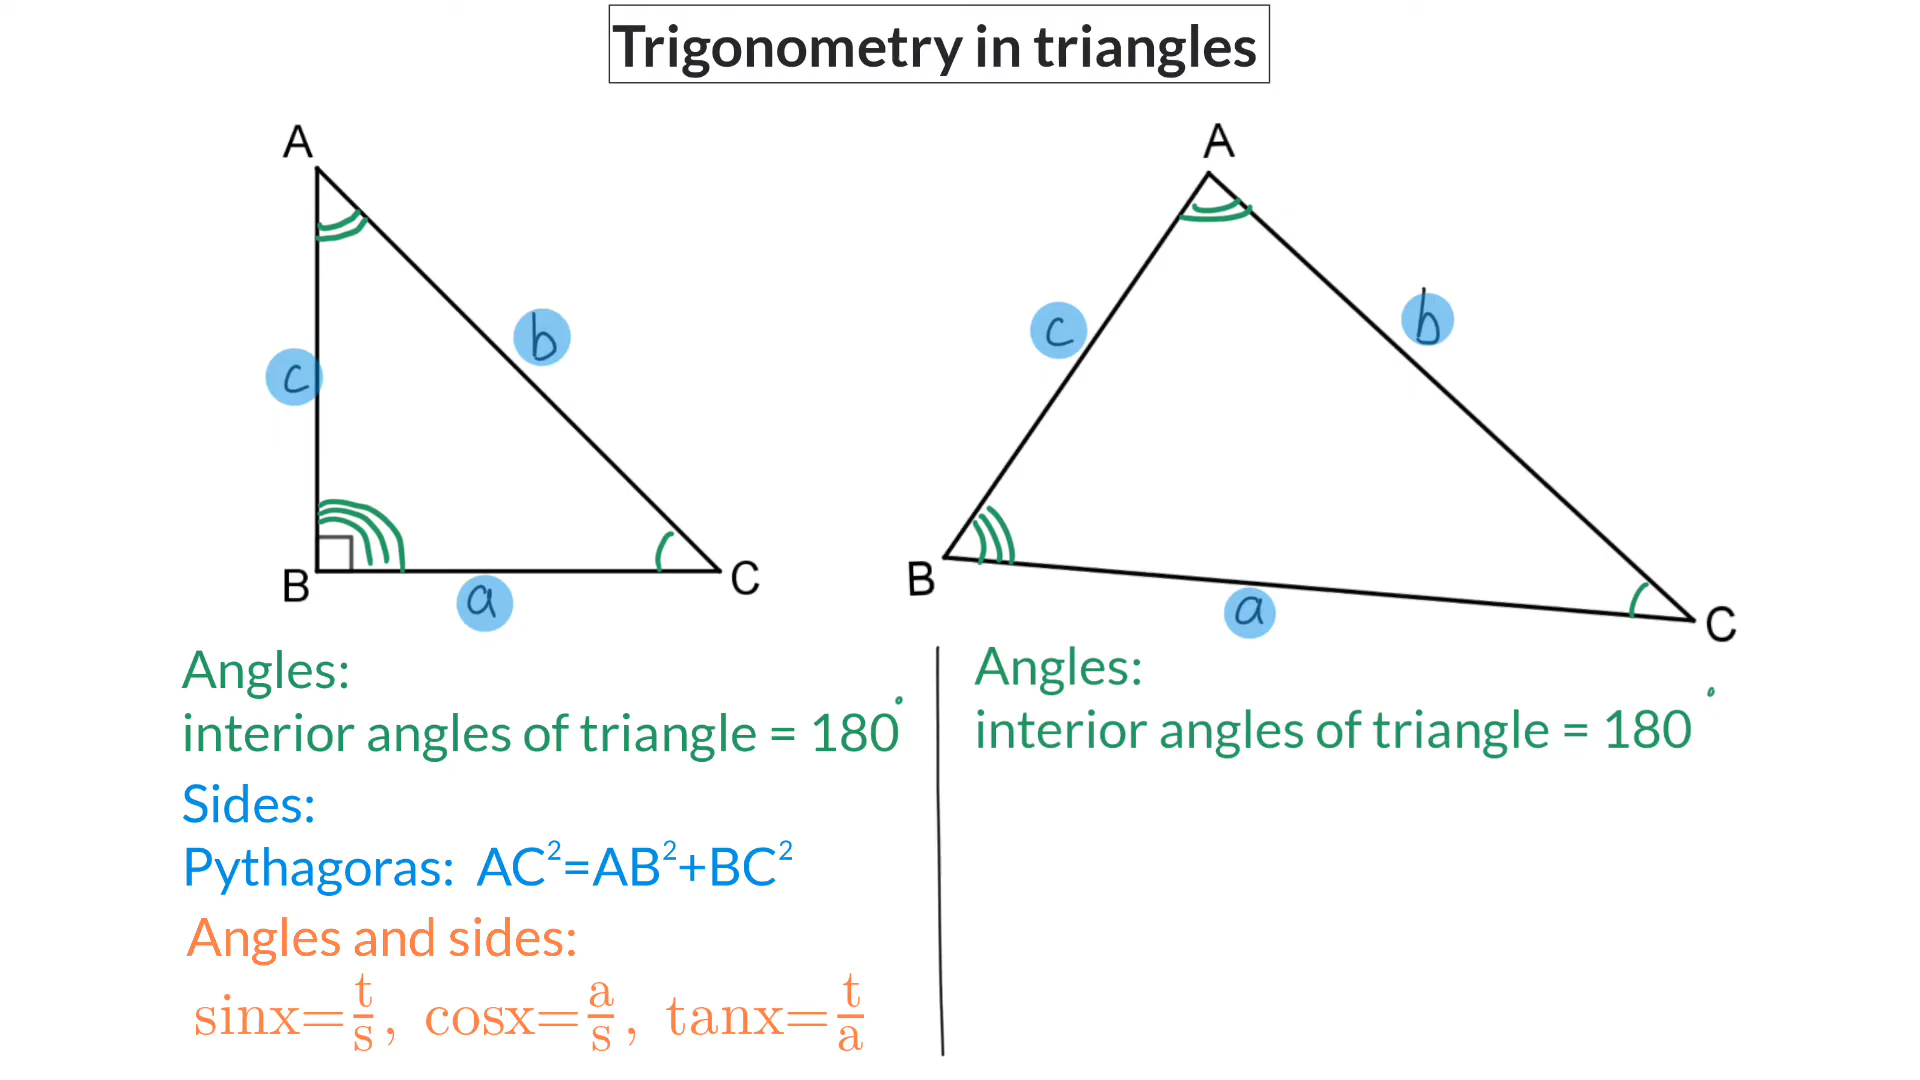 Trigonometry in triangles
A
c
b
B
a
C
A
c
b
B
a
C
Angles:
interior angles of triangle = 180°
Sides:
Pythagoras: AC²=AB²+BC²
Angles and sides:
sinx=t/s, cosx=a/s, tanx=t/a
Angles:
interior angles of triangle = 180°